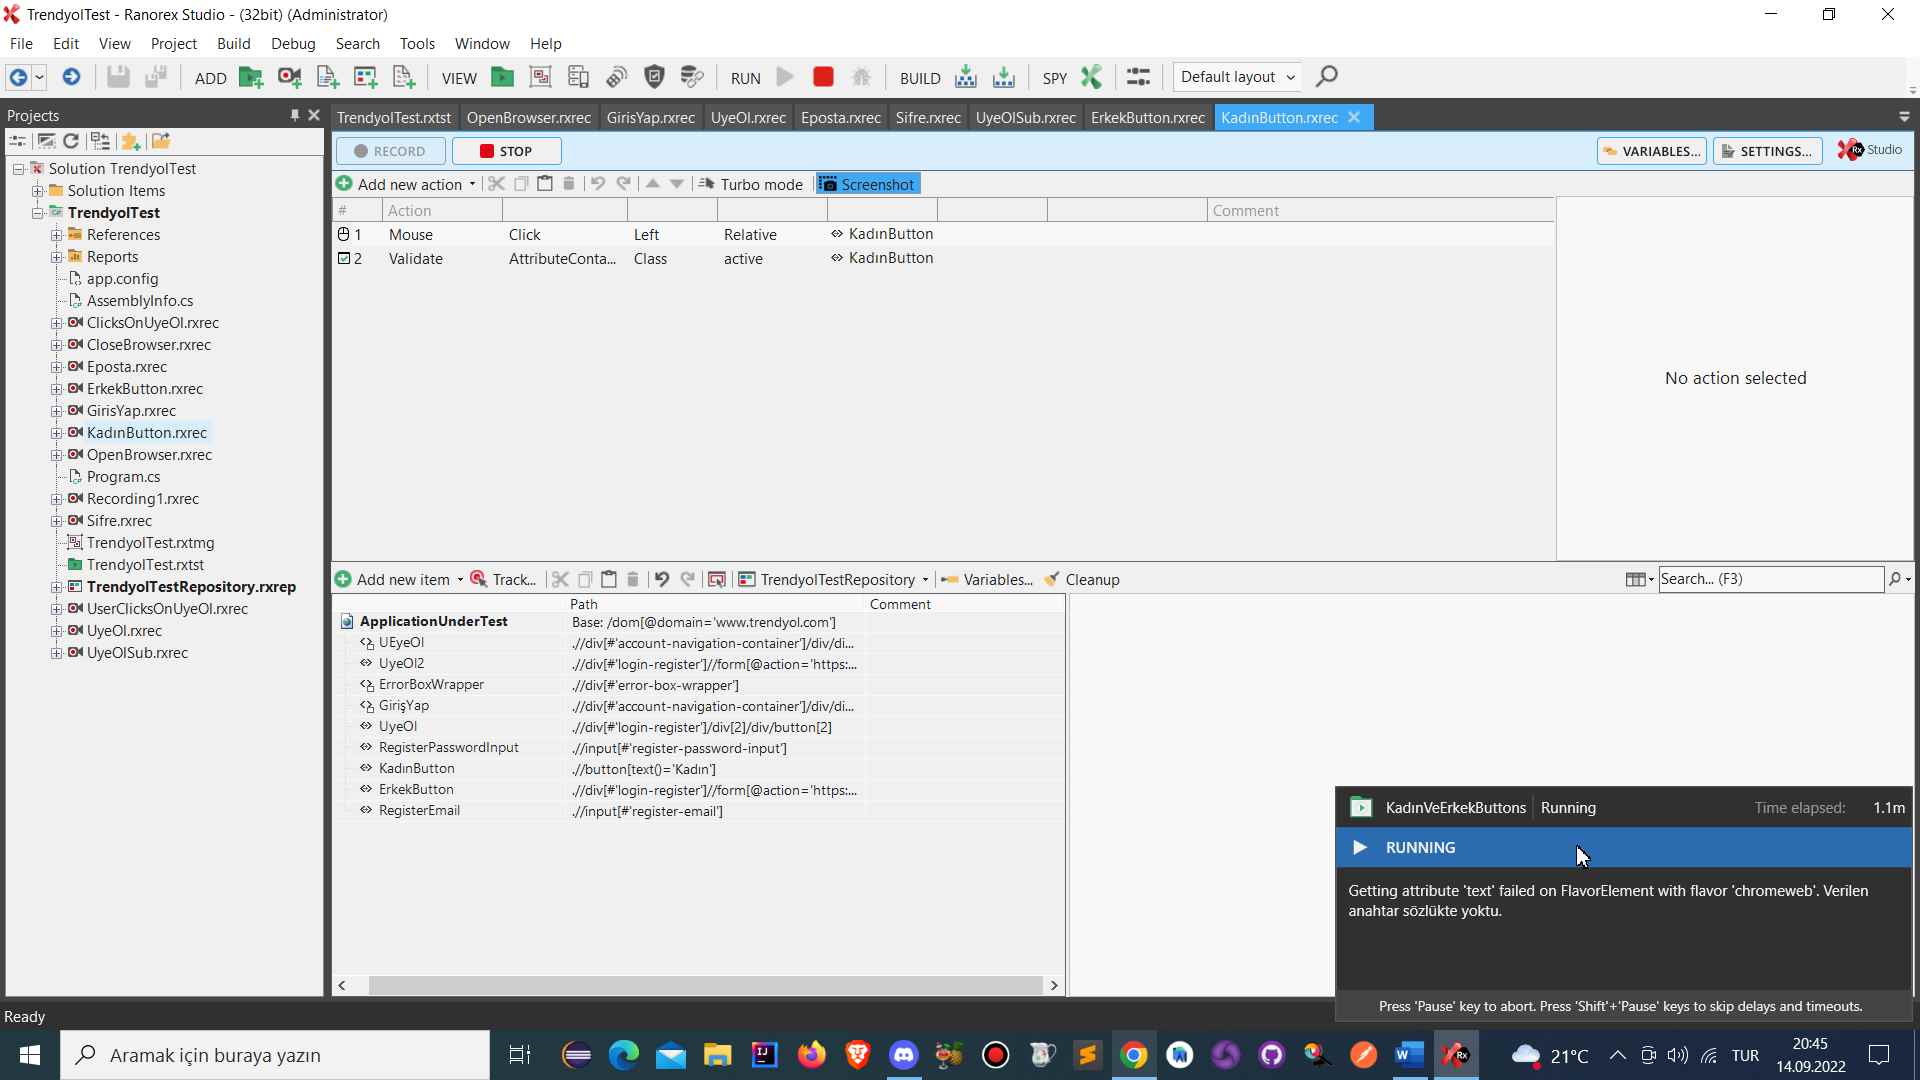 TrendyolTest - Ranorex Studio - (32bit) (Administrator)
File Edit View Project Build Debug Search Tools Window Help
ADD VIEW RUN BUILD SPY Default layout
Projects
TrendyolTest.rxtst OpenBrowser.rxrec GirisYap.rxrec UyeOl.rxrec Eposta.rxrec Sifre.rxrec UyeOlSub.rxrec ErkekButton.rxrec KadınButton.rxrec
RECORD STOP VARIABLES... SETTINGS... Rx Studio
Add new action Turbo mode Screenshot
# Action Comment
1 Mouse Click Left Relative KadınButton
2 Validate AttributeConta... Class active KadınButton
No action selected
Solution TrendyolTest
Solution Items
TrendyolTest
References
Reports
app.config
AssemblyInfo.cs
ClicksOnUyeOl.rxrec
CloseBrowser.rxrec
Eposta.rxrec
ErkekButton.rxrec
GirisYap.rxrec
KadınButton.rxrec
OpenBrowser.rxrec
Program.cs
Recording1.rxrec
Sifre.rxrec
TrendyolTest.rxtmg
TrendyolTest.rxtst
TrendyolTestRepository.rxrep
UserClicksOnUyeOl.rxrec
UyeOl.rxrec
UyeOlSub.rxrec
Add new item Track... TrendyolTestRepository Variables... Cleanup Search... (F3)
Path Comment
ApplicationUnderTest Base: /dom[@domain='www.trendyol.com']
UEyeOl .//div[#'account-navigation-container']/div/di...
UyeOl2 .//div[#'login-register']//form[@action='https:...
ErrorBoxWrapper .//div[#'error-box-wrapper']
GirişYap .//div[#'account-navigation-container']/div/di...
UyeOl .//div[#'login-register']/div[2]/div/button[2]
RegisterPasswordInput .//input[#'register-password-input']
KadınButton .//button[text()='Kadın']
ErkekButton .//div[#'login-register']//form[@action='https:...
RegisterEmail .//input[#'register-email']
KadınVeErkekButtons Running Time elapsed: 1.1m
RUNNING
Getting attribute 'text' failed on FlavorElement with flavor 'chromeweb'. Verilen
anahtar sözlükte yoktu.
Press 'Pause' key to abort. Press 'Shift'+'Pause' keys to skip delays and timeouts.
Ready
Aramak için buraya yazın
21°C TUR 20:45
14.09.2022